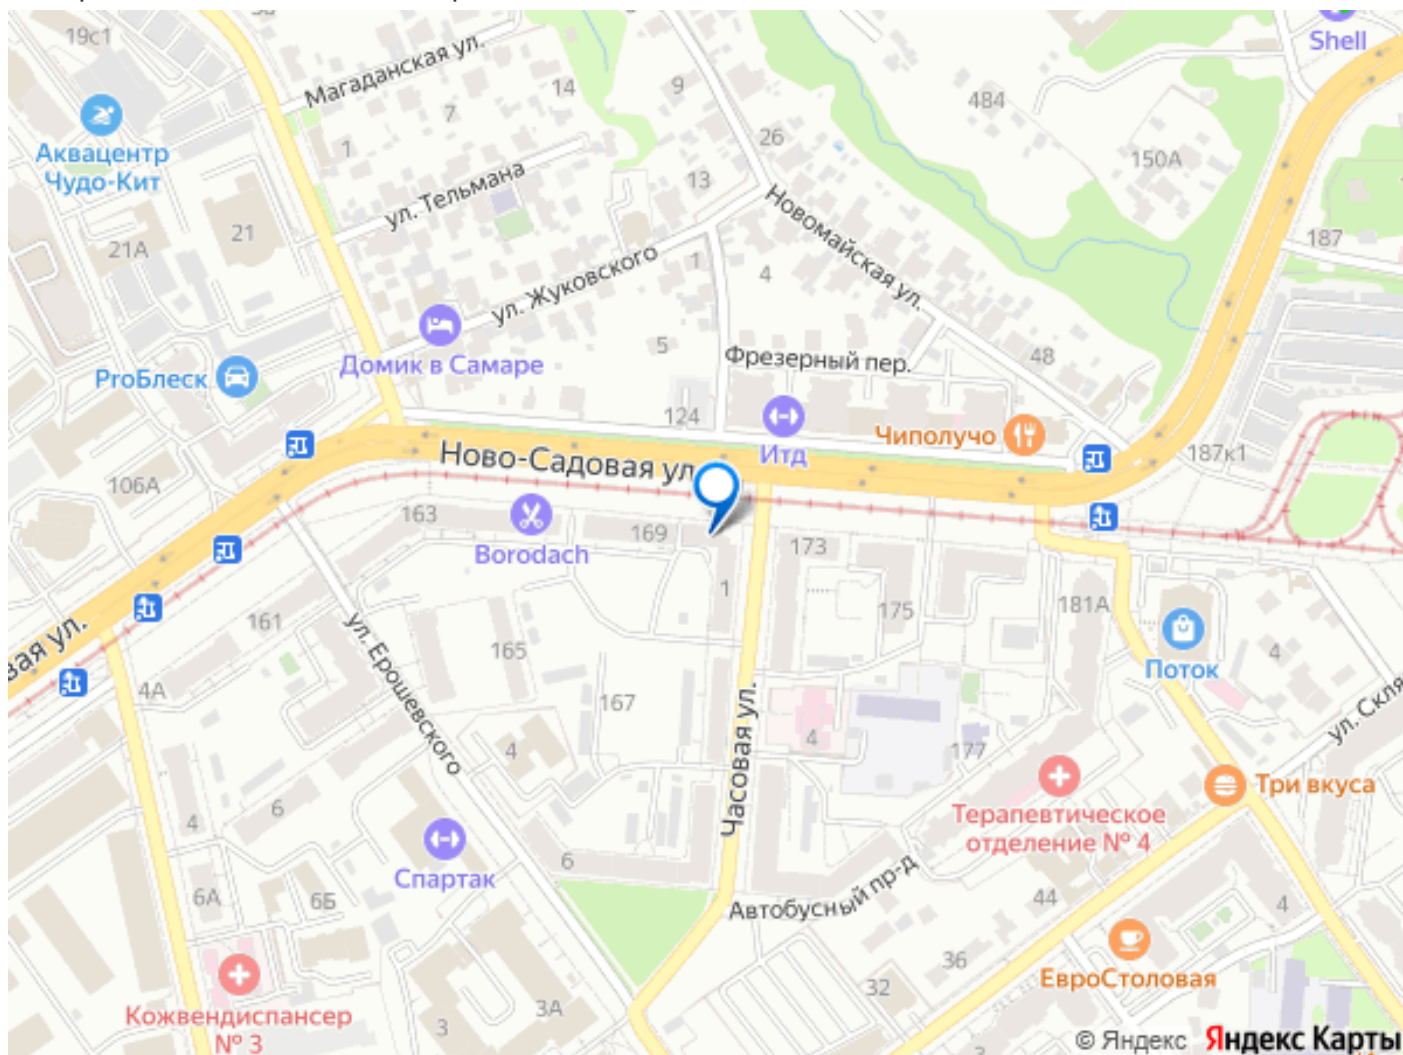 19с1
Магаданская ул.
14
9
484
Shell
7
26
150А
Аквацентр
Чудо-Кит
1
ул. Тельмана
13
Новомайская ул.
21А
21
187
ул. Жуковского
1
4
Домик в Самаре
5
Фрезерный пер.
48
ProБлеск
124
Итд
Чиполучо
187к1
Ново-Садовая ул.
106А
163
Borodach
169
173
1
175
181А
161
165
ул. Ерошевского
Поток
4
вая ул.
4А
167
Часовая ул.
4
177
ул. Скля
4
Три вкуса
4
6
Терапевтическое
отделение № 4
6
Спартак
6А
6Б
Автобусный пр-д
44
4
36
ЕвроСтоловая
32
Кожвендиспансер
№ 3
3
3А
© Яндекс Яндекс Карты